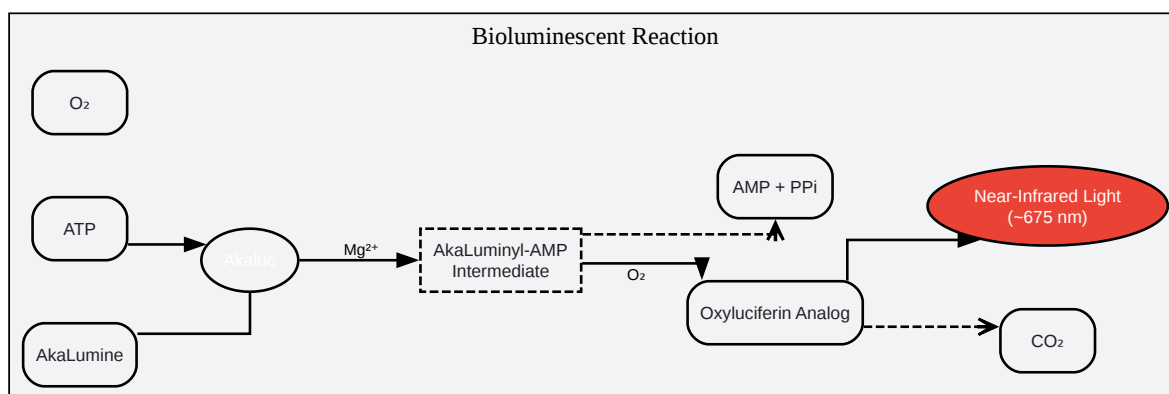 Bioluminescent Reaction
O₂
ATP
AkaLumine
Akaluc
Mg²⁺
AkaLuminyl-AMP
Intermediate
O₂
AMP + PPi
Oxyluciferin Analog
Near-Infrared Light
(~675 nm)
CO₂